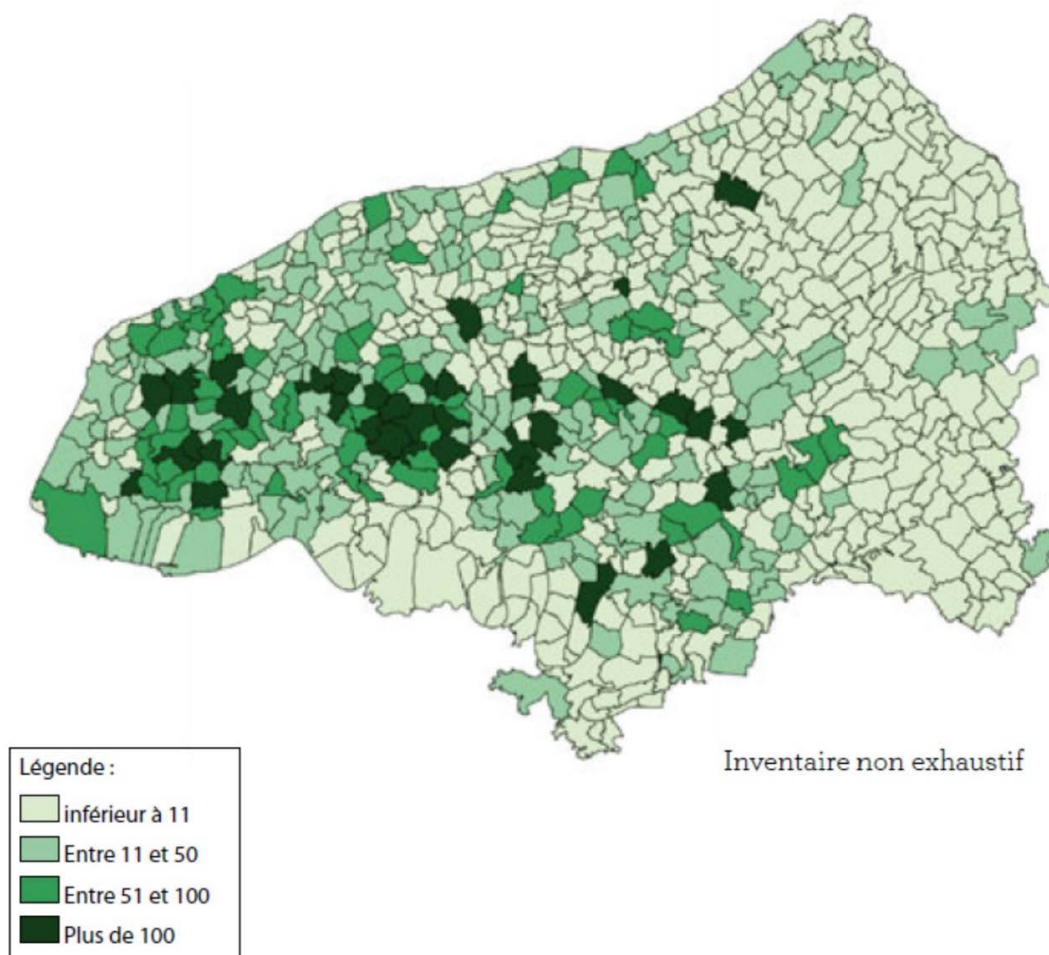 Inventaire non exhaustif
Légende :
inférieur à 11
Entre 11 et 50
Entre 51 et 100
Plus de 100